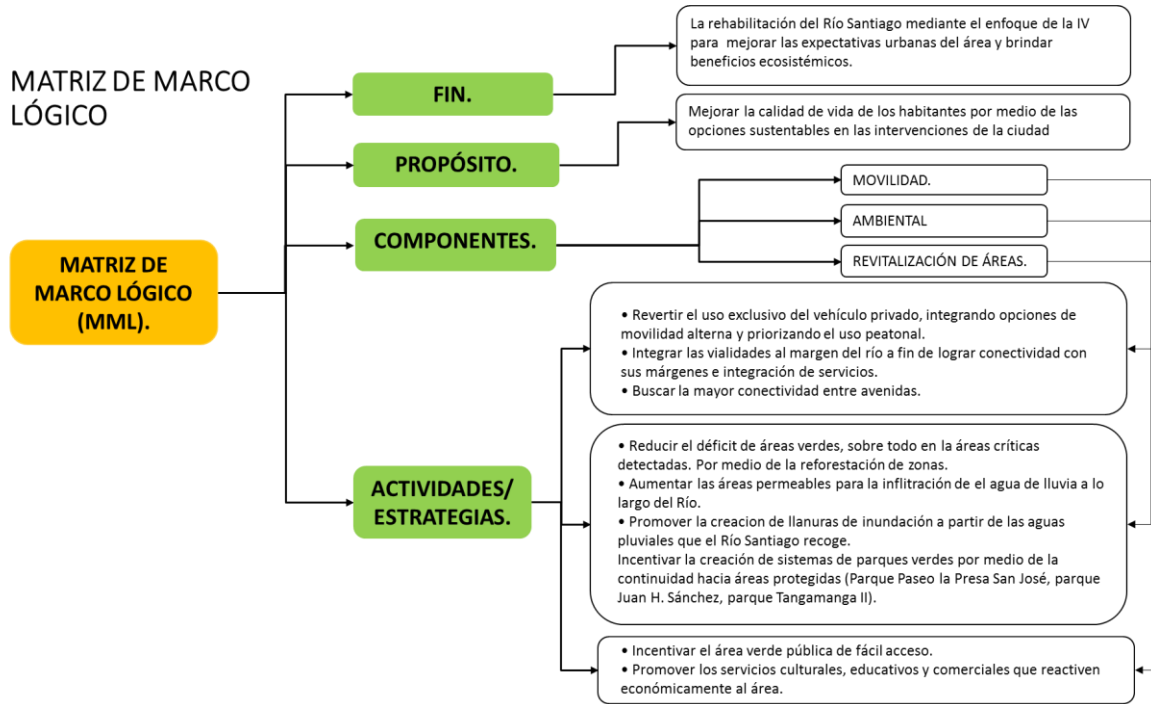 MATRIZ DE MARCO
LÓGICO
MATRIZ DE
MARCO LÓGICO
(MML).
FIN.
La rehabilitación del Río Santiago mediante el enfoque de la IV
para mejorar las expectativas urbanas del área y brindar
beneficios ecosistémicos.
PROPÓSITO.
Mejorar la calidad de vida de los habitantes por medio de las
opciones sustentables en las intervenciones de la ciudad
COMPONENTES.
MOVILIDAD.
AMBIENTAL
REVITALIZACIÓN DE ÁREAS.
ACTIVIDADES/
ESTRATEGIAS.
• Revertir el uso exclusivo del vehículo privado, integrando opciones de
movilidad alterna y priorizando el uso peatonal.
• Integrar las vialidades al margen del río a fin de lograr conectividad con
sus márgenes e integración de servicios.
• Buscar la mayor conectividad entre avenidas.
• Reducir el déficit de áreas verdes, sobre todo en la áreas críticas
detectadas. Por medio de la reforestación de zonas.
• Aumentar las áreas permeables para la inflitración de el agua de lluvia a lo
largo del Río.
• Promover la creacion de llanuras de inundación a partir de las aguas
pluviales que el Río Santiago recoge.
Incentivar la creación de sistemas de parques verdes por medio de la
continuidad hacia áreas protegidas (Parque Paseo la Presa San José, parque
Juan H. Sánchez, parque Tangamanga II).
• Incentivar el área verde pública de fácil acceso.
• Promover los servicios culturales, educativos y comerciales que reactiven
económicamente al área.